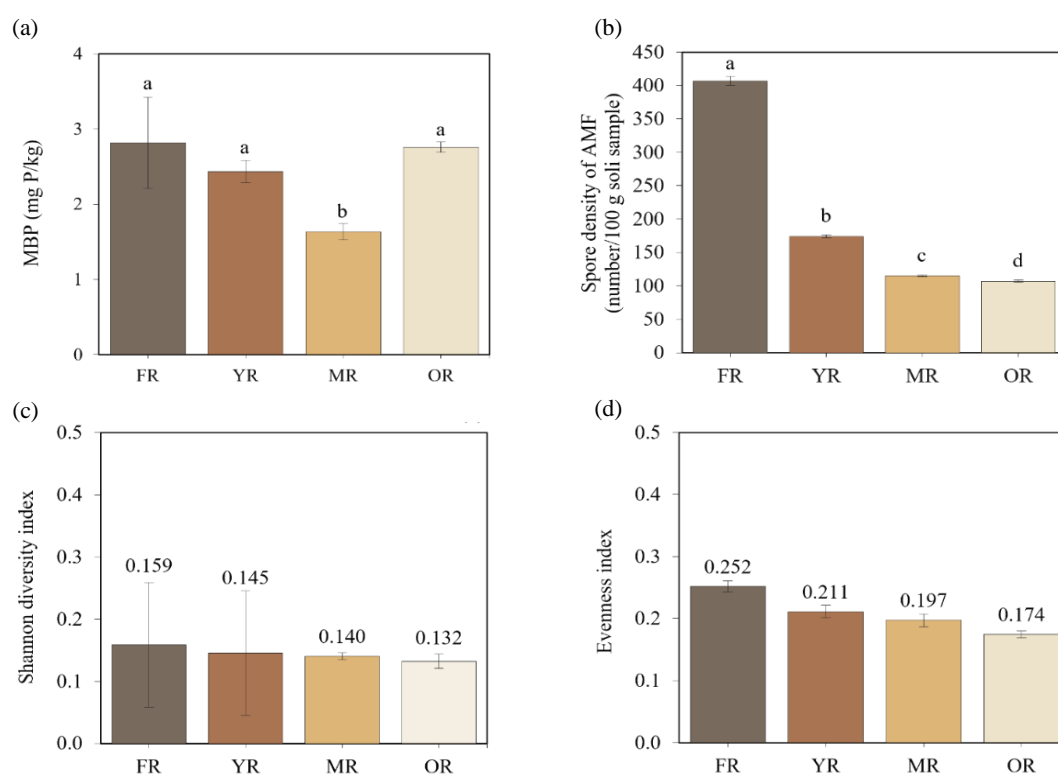 (a)
4
3
2
1
0
MBP (mg P/kg)
a
a
b
a
FR YR MR OR
(b)
450
400
350
300
250
200
150
100
50
0
Spore density of AMF
(number/100 g soli sample)
a
b
c
d
FR YR MR OR
(c)
0.5
0.4
0.3
0.2
0.1
0.0
Shannon diversity index
0.159
0.145
0.140
0.132
FR YR MR OR
(d)
0.5
0.4
0.3
0.2
0.1
0.0
Evenness index
0.252
0.211
0.197
0.174
FR YR MR OR